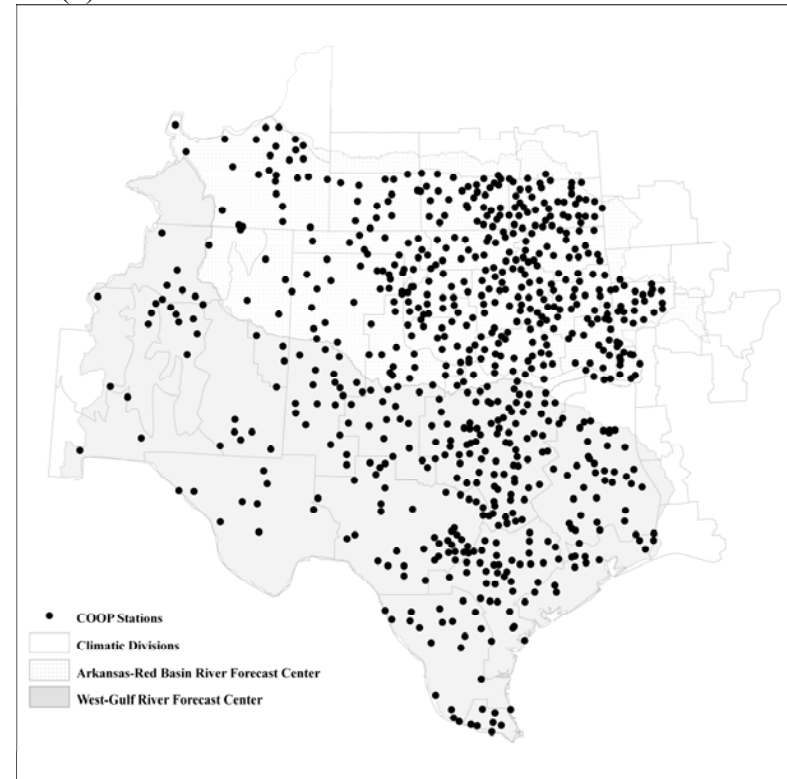 COOP Stations
Climatic Divisions
Arkansas-Red Basin River Forecast Center
West-Gulf River Forecast Center